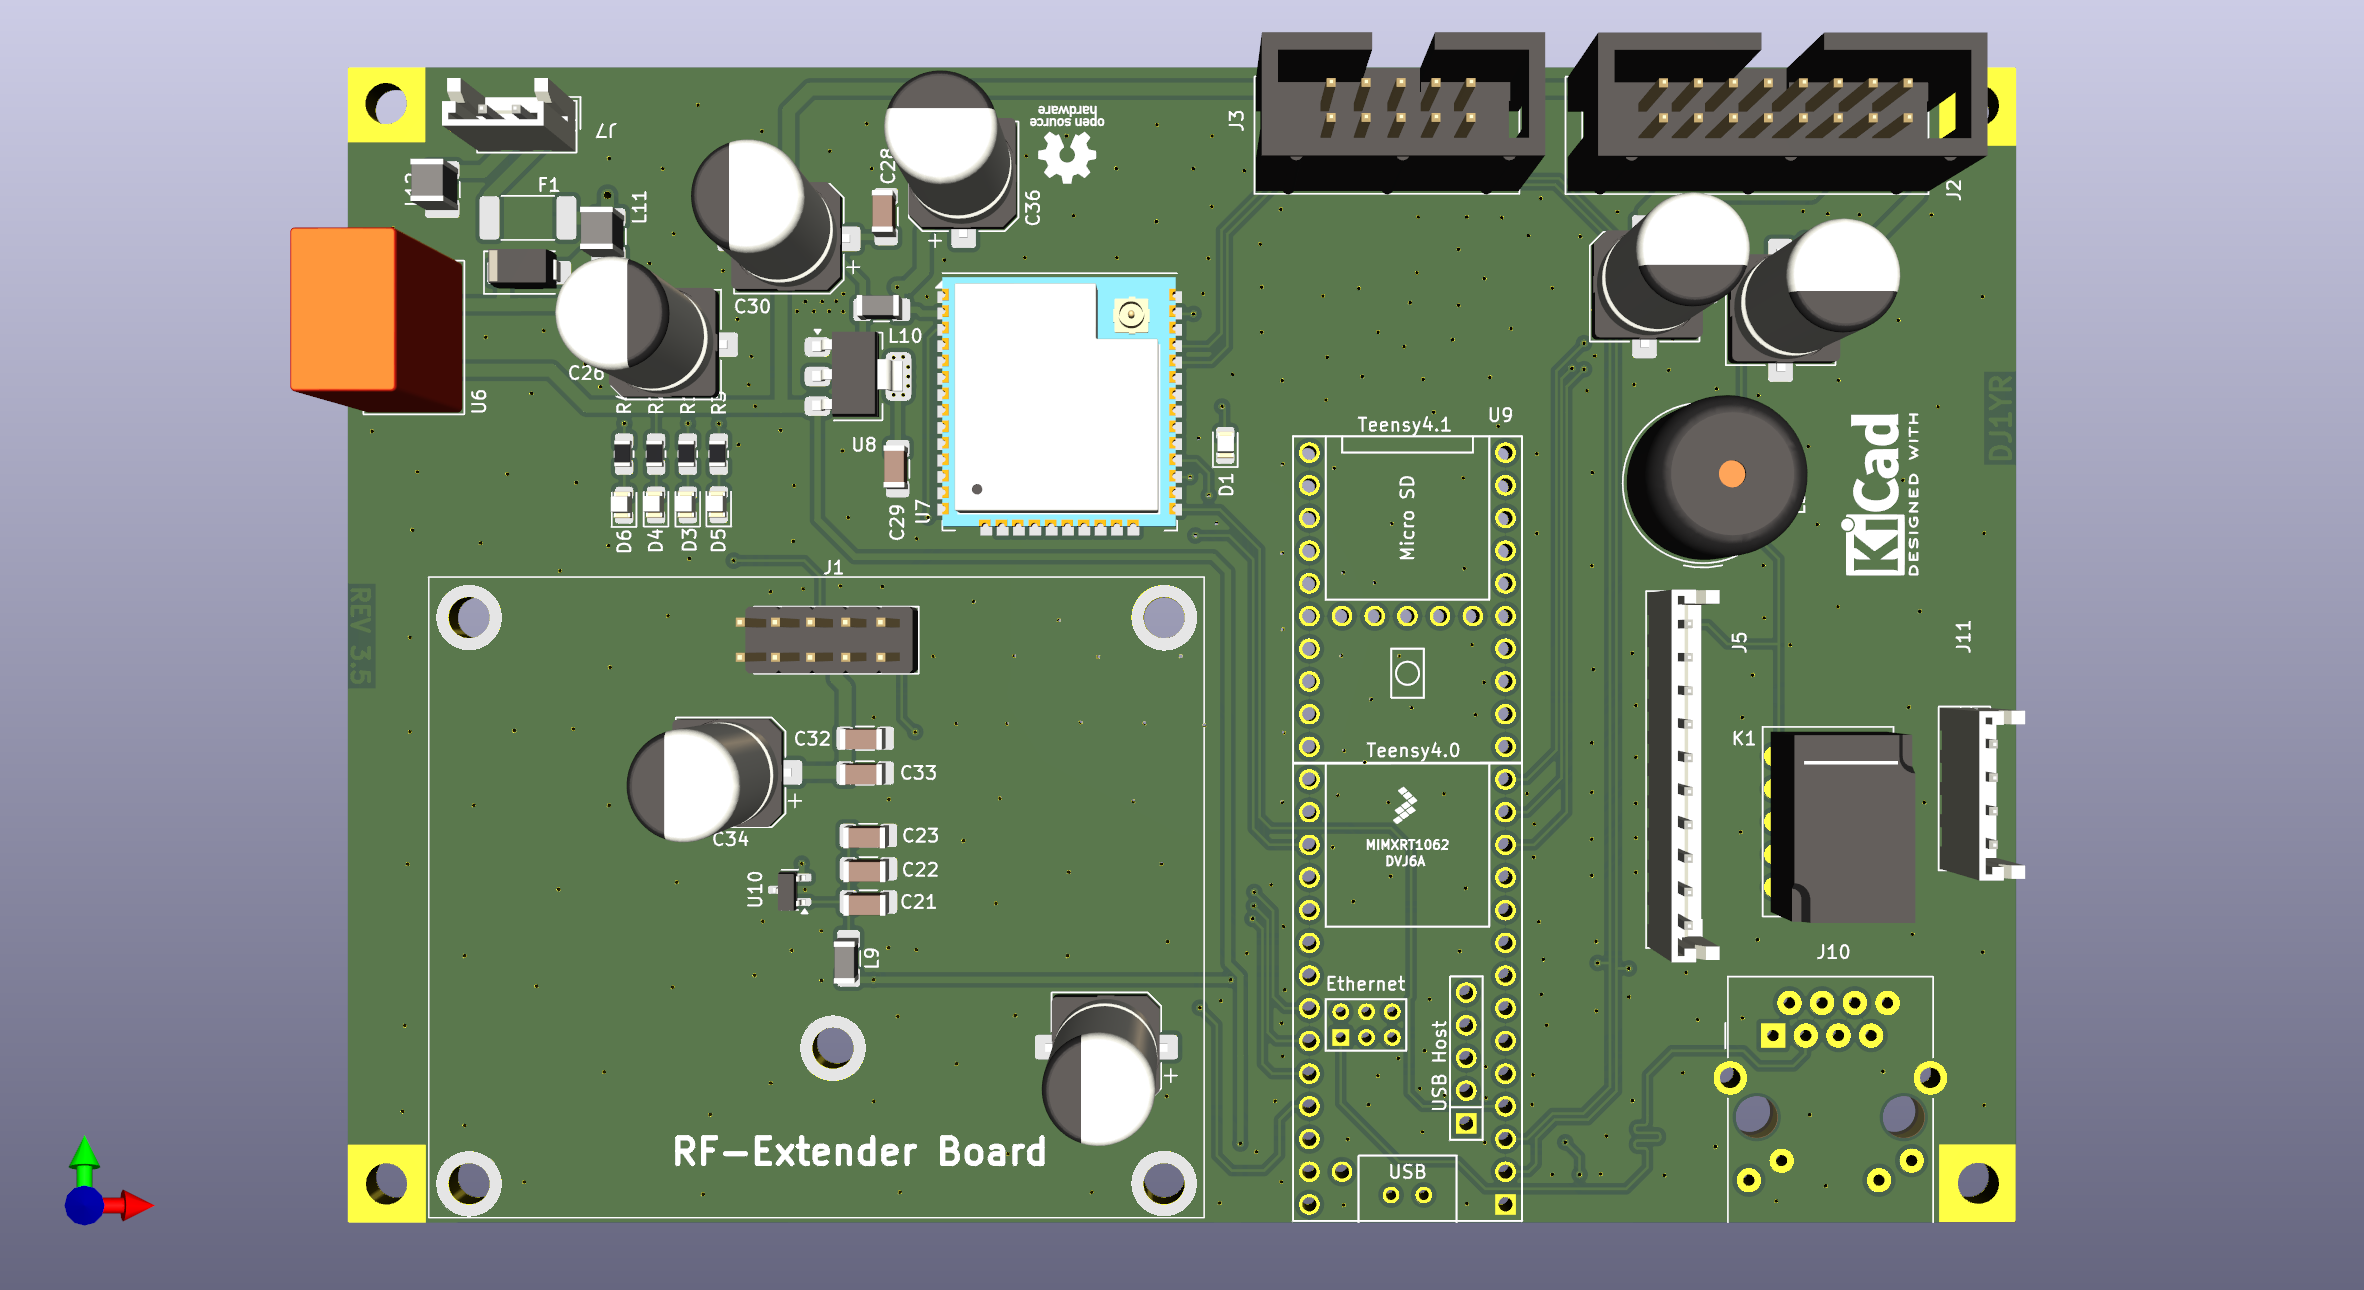 J7
open source
hardware
J3
J2
F1
L11
C28
C36
C30
L10
U6
C26
R2
U8
C29
U7
D1
D6
D4
D3
D5
Teensy4.1
U9
Micro SD
DJ1YR
KiCad
DESIGNED WITH
REV 3.5
J1
J5
J11
C32
C33
C34
C23
C22
C21
U10
L9
Teensy4.0
MIMXRT1062
DVJ6A
K1
J10
Ethernet
USB Host
USB
RF-Extender Board